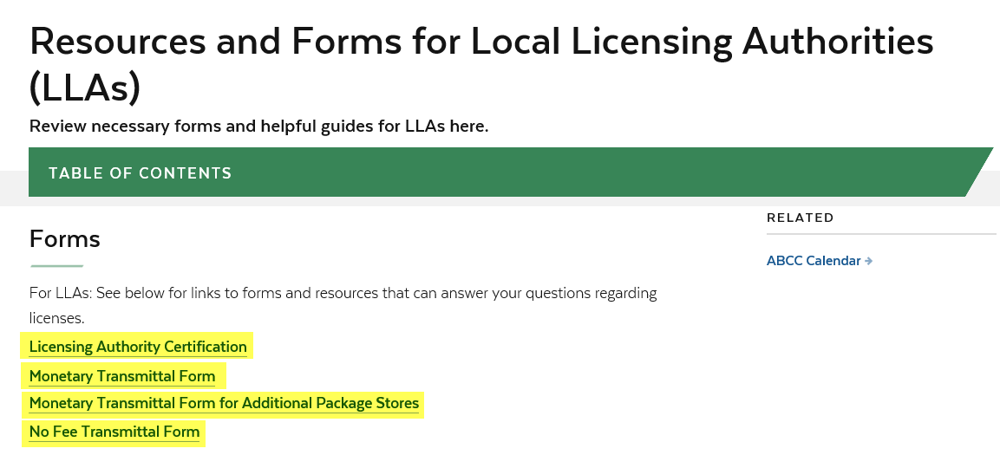 Resources and Forms for Local Licensing Authorities
(LLAs)
Review necessary forms and helpful guides for LLAs here.
TABLE OF CONTENTS
Forms
For LLAs: See below for links to forms and resources that can answer your questions regarding
licenses.
Licensing Authority Certification
Monetary Transmittal Form
Monetary Transmittal Form for Additional Package Stores
No Fee Transmittal Form
RELATED
ABCC Calendar